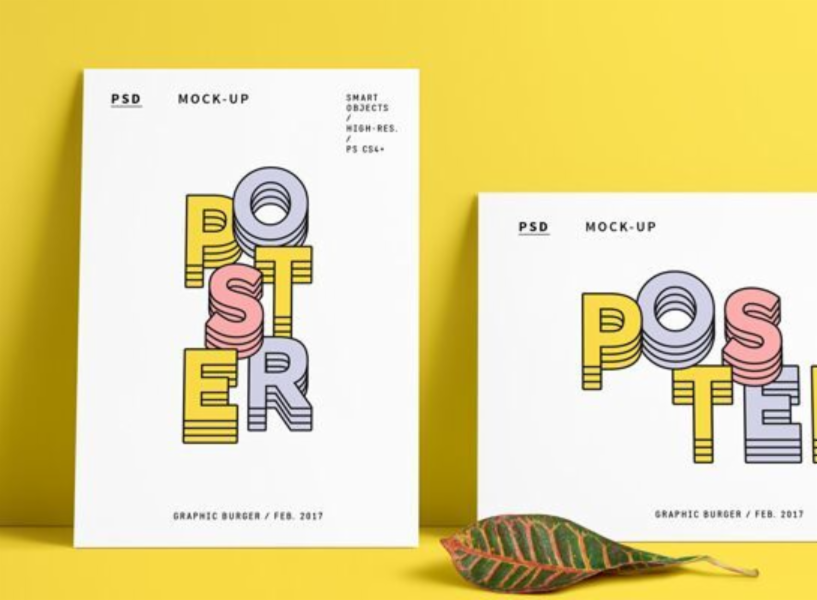 PSD MOCK-UP
SMART
OBJECTS
/
HIGH-RES.
/
PS CS4+
PO
ST
ER
GRAPHIC BURGER / FEB. 2017
PSD MOCK-UP
POS
TE
GRAPHIC BURGER / FEB. 2017